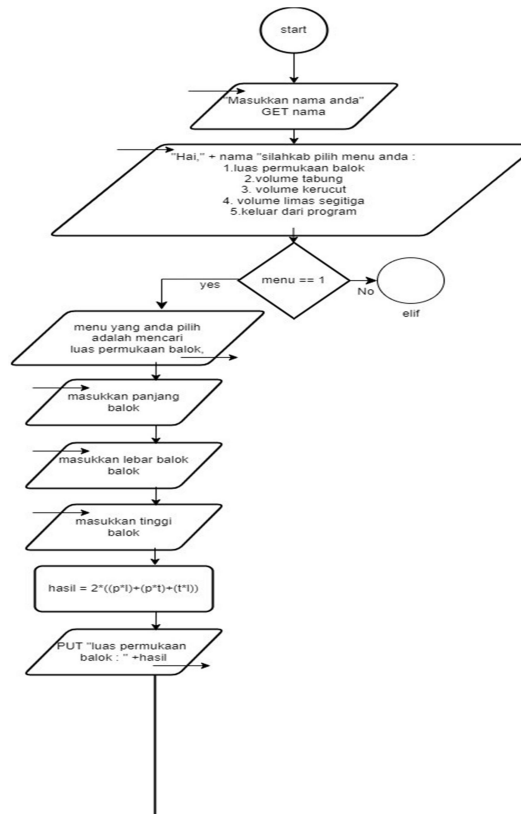 start
"Masukkan nama anda"
GET nama
"Hai," + nama "silahkab pilih menu anda :
1.luas permukaan balok
2.volume tabung
3. volume kerucut
4. volume limas segitiga
5.keluar dari program
menu == 1
yes
No
elif
menu yang anda pilih
adalah mencari
luas permukaan balok,
masukkan panjang
balok
masukkan lebar balok
balok
masukkan tinggi
balok
hasil = 2*((p*l)+(p*t)+(t*l))
PUT "luas permukaan
balok : " +hasil